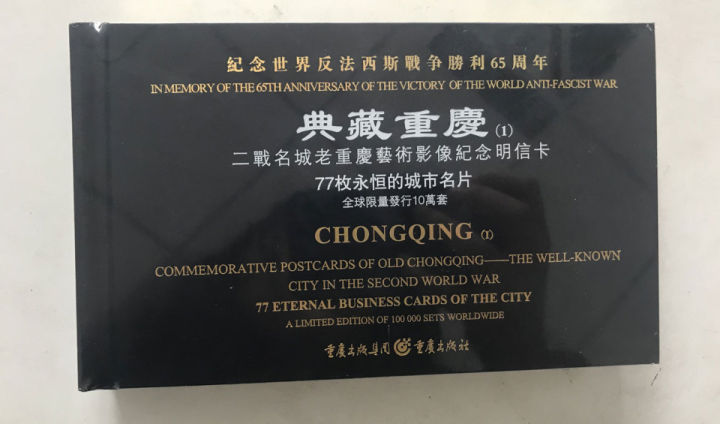 紀念世界反法西斯戰争勝利65周年
IN MEMORY OF THE 65TH ANNIVERSARY OF THE VICTORY OF THE WORLD ANTI-FASCIST WAR
典藏重慶(1)
二戰名城老重慶藝術影像紀念明信卡
77枚永恒的城市名片
全球限量發行10萬套
CHONGQING (1)
COMMEMORATIVE POSTCARDS OF OLD CHONGQING——THE WELL-KNOWN
CITY IN THE SECOND WORLD WAR
77 ETERNAL BUSINESS CARDS OF THE CITY
A LIMITED EDITION OF 100 000 SETS WORLDWIDE
重慶出版集团 重慶出版社